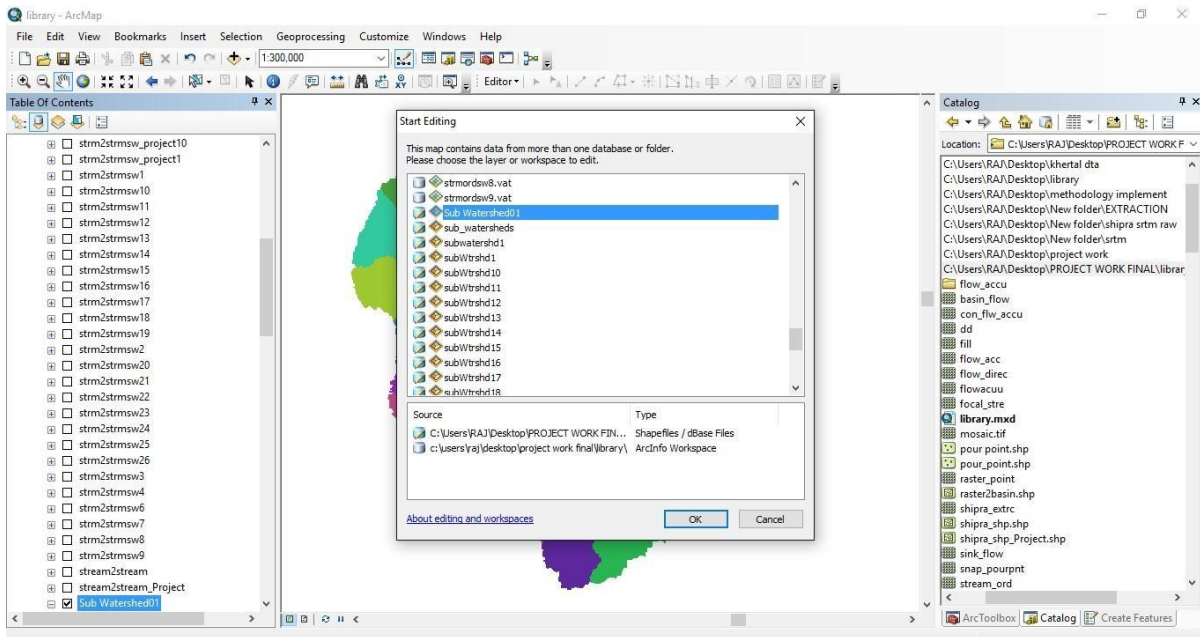 library - ArcMap
File Edit View Bookmarks Insert Selection Geoprocessing Customize Windows Help
1:300,000
Editor
Table Of Contents
strm2strmsw_project10
strm2strmsw_project1
strm2strmsw1
strm2strmsw10
strm2strmsw11
strm2strmsw12
strm2strmsw13
strm2strmsw14
strm2strmsw15
strm2strmsw16
strm2strmsw17
strm2strmsw18
strm2strmsw19
strm2strmsw2
strm2strmsw20
strm2strmsw21
strm2strmsw22
strm2strmsw23
strm2strmsw24
strm2strmsw25
strm2strmsw26
strm2strmsw3
strm2strmsw4
strm2strmsw6
strm2strmsw7
strm2strmsw8
strm2strmsw9
stream2stream
stream2stream_Project
Sub Watershed01
Start Editing
This map contains data from more than one database or folder.
Please choose the layer or workspace to edit.
strmordsw8.vat
strmordsw9.vat
Sub Watershed01
sub_watersheds
subwatershd1
subWtrshd1
subWtrshd10
subWtrshd11
subWtrshd12
subWtrshd13
subWtrshd14
subWtrshd15
subWtrshd16
subWtrshd17
subWtrshd18
Source Type
C:\Users\RAJ\Desktop\PROJECT WORK FIN... Shapefiles / dBase Files
c:\users\raj\desktop\project work final\library\ ArcInfo Workspace
About editing and workspaces OK Cancel
Catalog
Location: C:\Users\RAJ\Desktop\PROJECT WORK F
C:\Users\RAJ\Desktop\khertal dta
C:\Users\RAJ\Desktop\library
C:\Users\RAJ\Desktop\methodology implement
C:\Users\RAJ\Desktop\New folder\EXTRACTION
C:\Users\RAJ\Desktop\New folder\shipra srtm raw
C:\Users\RAJ\Desktop\New folder\srtm
C:\Users\RAJ\Desktop\project work
C:\Users\RAJ\Desktop\PROJECT WORK FINAL\librar
flow_accu
basin_flow
con_flw_accu
dd
fill
flow_acc
flow_direc
flowacuu
focal_stre
library.mxd
mosaic.tif
pour point.shp
pour_point.shp
raster_point
raster2basin.shp
shipra_extrc
shipra_shp.shp
shipra_shp_Project.shp
sink_flow
snap_pourpnt
stream_ord
ArcToolbox Catalog Create Features